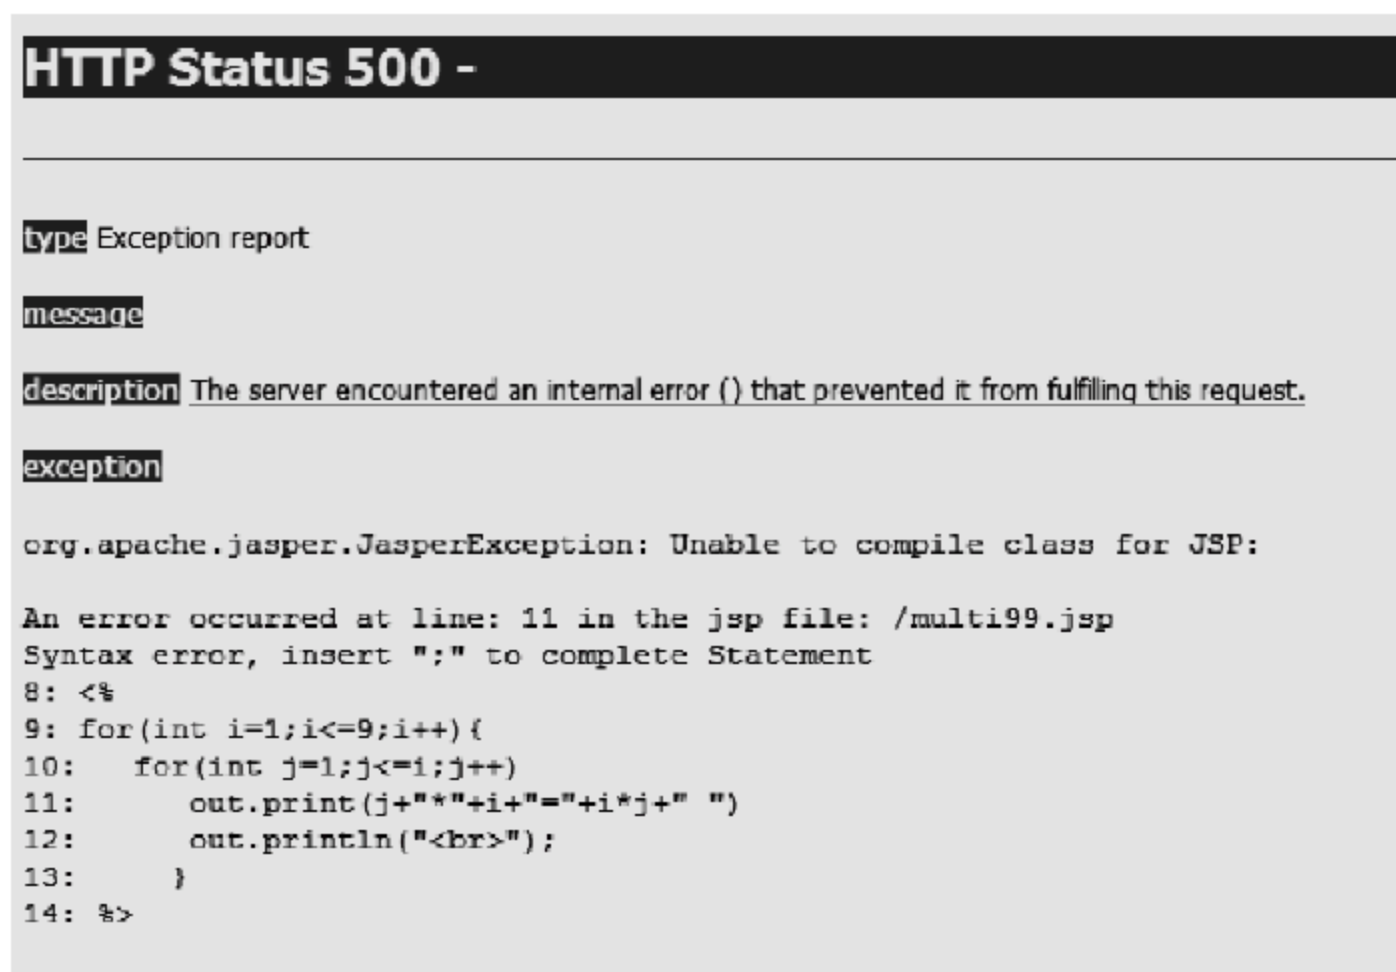 HTTP Status 500 -
type Exception report
message
description The server encountered an internal error () that prevented it from fulfilling this request.
exception
org.apache.jasper.JasperException: Unable to compile class for JSP:
An error occurred at line: 11 in the jsp file: /multi99.jsp
Syntax error, insert ";" to complete Statement
8: <%
9: for(int i=1;i<=9;i++){
10:   for(int j=1;j<=i;j++)
11:      out.print(j+"*"+i+"="+i*j+" ")
12:      out.println("<br>");
13:     }
14: %>